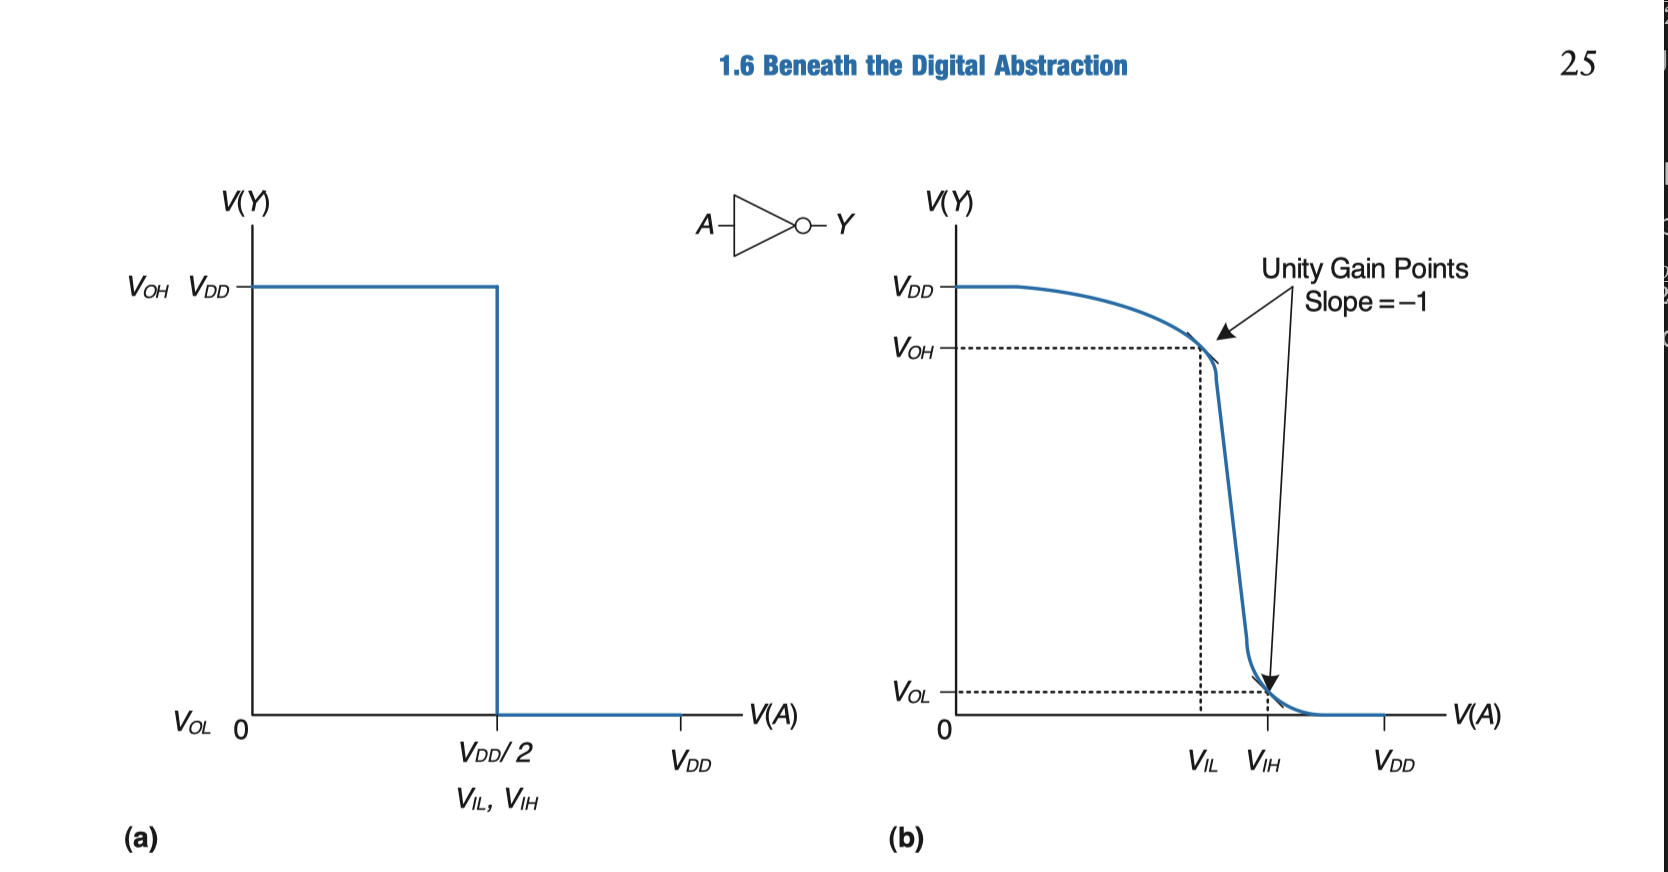 1.6 Beneath the Digital Abstraction
25
V(Y)
VOH VDD
VOL 0
VDD/ 2
VIL, VIH
VDD
V(A)
(a)
A
Y
V(Y)
VDD
VOH
VOL
0
Unity Gain Points
Slope = –1
VIL
VIH
VDD
V(A)
(b)